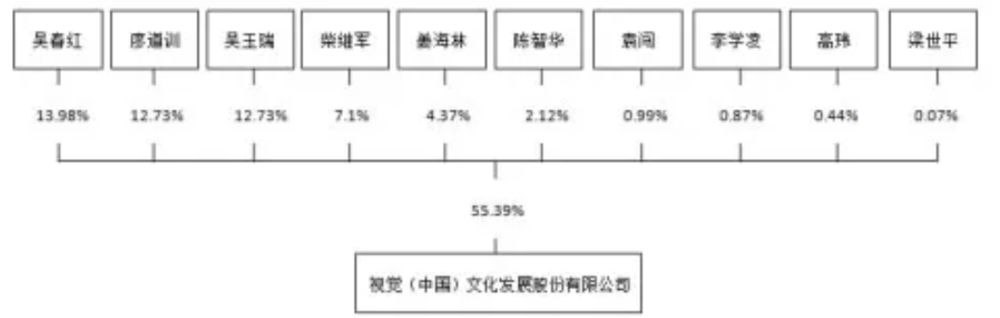 吴春红 廖道训 吴玉瑞 柴继军 姜海林 陈智华 袁闯 李学凌 高玮 梁世平
13.98% 12.73% 12.73% 7.1% 4.37% 2.12% 0.99% 0.87% 0.44% 0.07%
55.39%
视觉（中国）文化发展股份有限公司